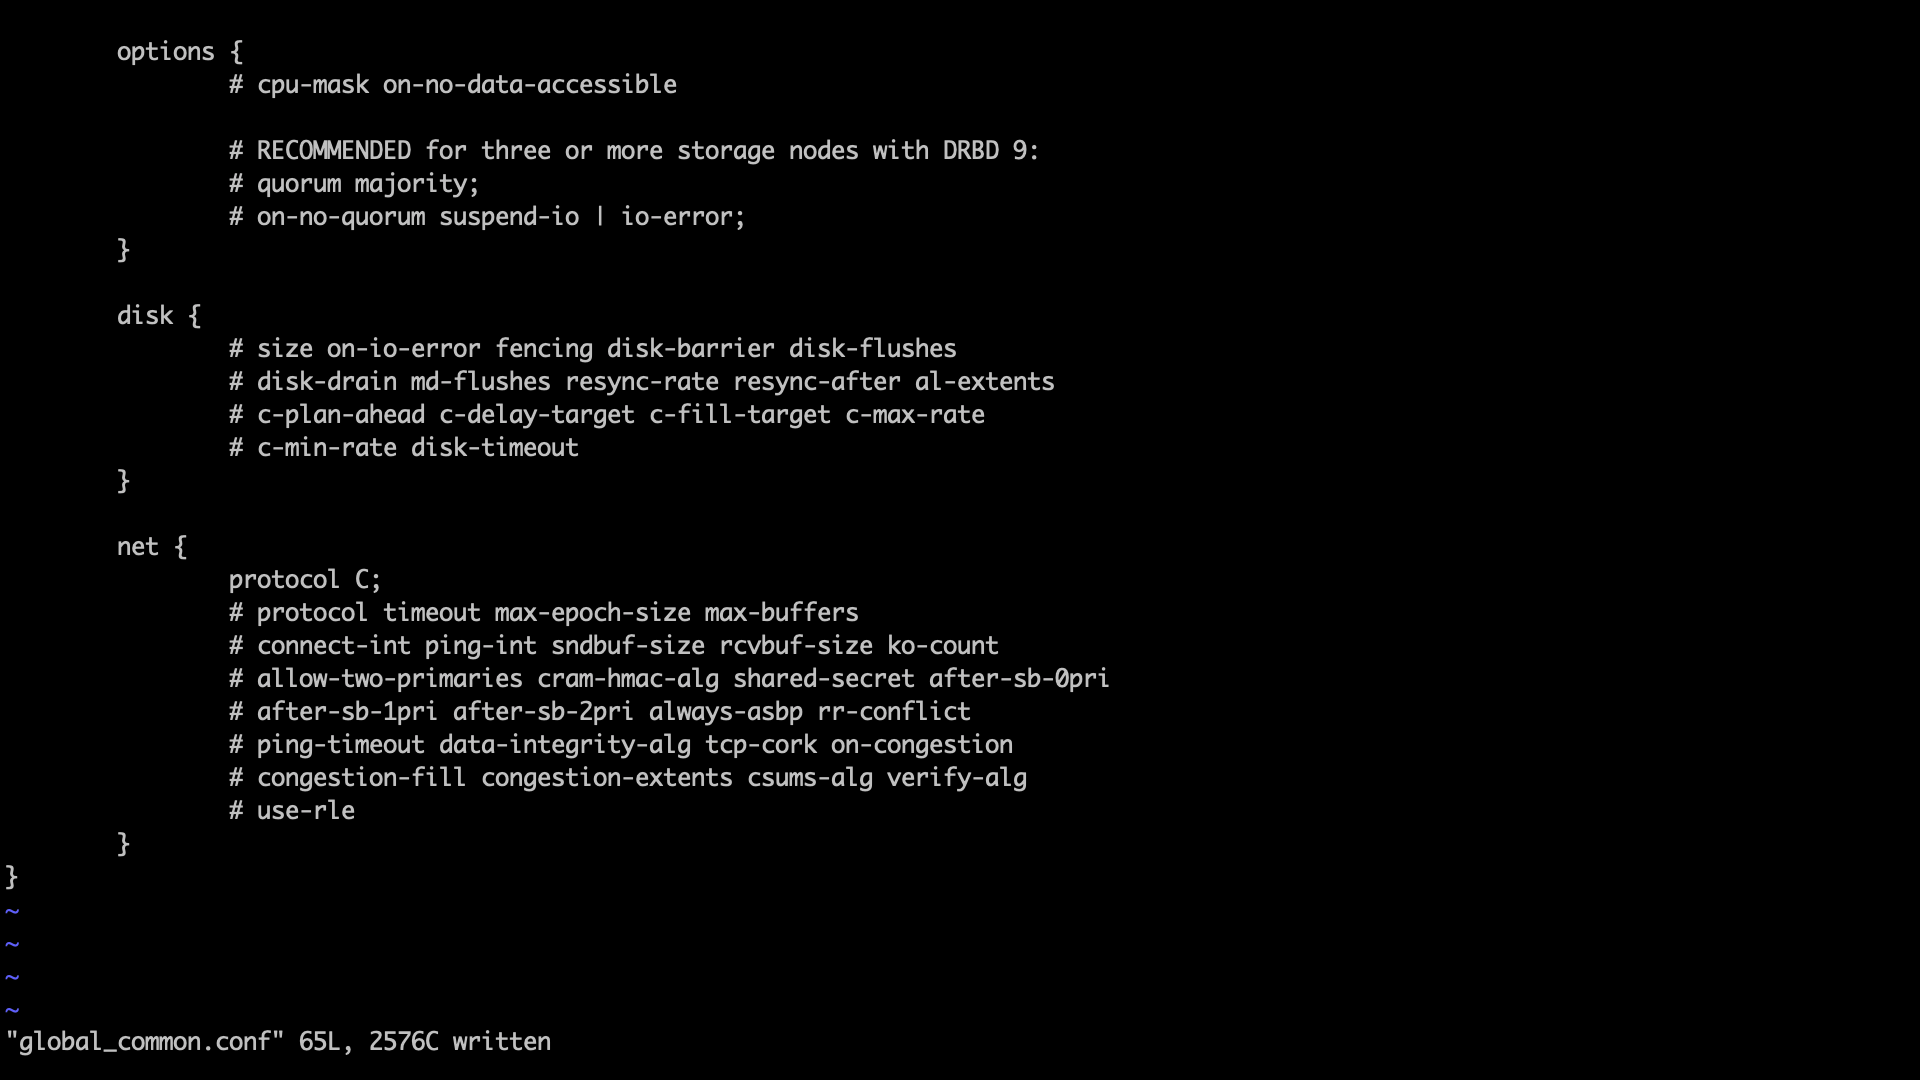 options {
# cpu-mask on-no-data-accessible
# RECOMMENDED for three or more storage nodes with DRBD 9:
# quorum majority;
# on-no-quorum suspend-io | io-error;
}
disk {
# size on-io-error fencing disk-barrier disk-flushes
# disk-drain md-flushes resync-rate resync-after al-extents
# c-plan-ahead c-delay-target c-fill-target c-max-rate
# c-min-rate disk-timeout
}
net {
protocol C;
# protocol timeout max-epoch-size max-buffers
# connect-int ping-int sndbuf-size rcvbuf-size ko-count
# allow-two-primaries cram-hmac-alg shared-secret after-sb-0pri
# after-sb-1pri after-sb-2pri always-asbp rr-conflict
# ping-timeout data-integrity-alg tcp-cork on-congestion
# congestion-fill congestion-extents csums-alg verify-alg
# use-rle
}
}
~
~
~
~
"global_common.conf" 65L, 2576C written